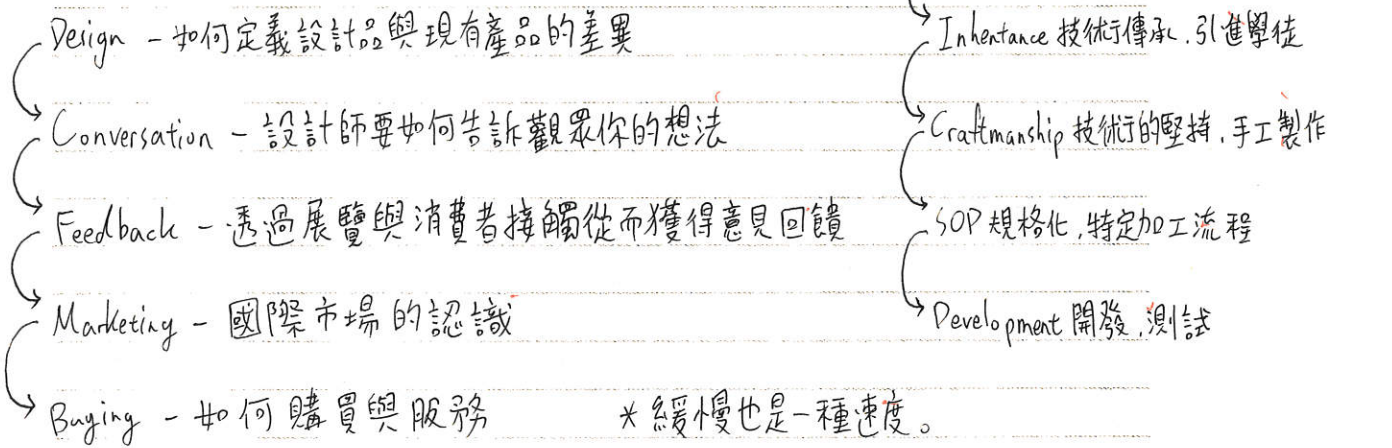 Design - 如何定義設計品與現有產品的差異
Conversation - 設計師要如何告訴觀眾你的想法
Feedback - 透過展覽與消費者接觸從而獲得意見回饋
Marketing - 國際市場的認識
Buying - 如何購買與服務
*緩慢也是一種速度。
Inheritance 技術傳承.引進學徒
Craftmanship 技術的堅持.手工製作
SOP 規格化,特定加工流程
Development 開發,測試